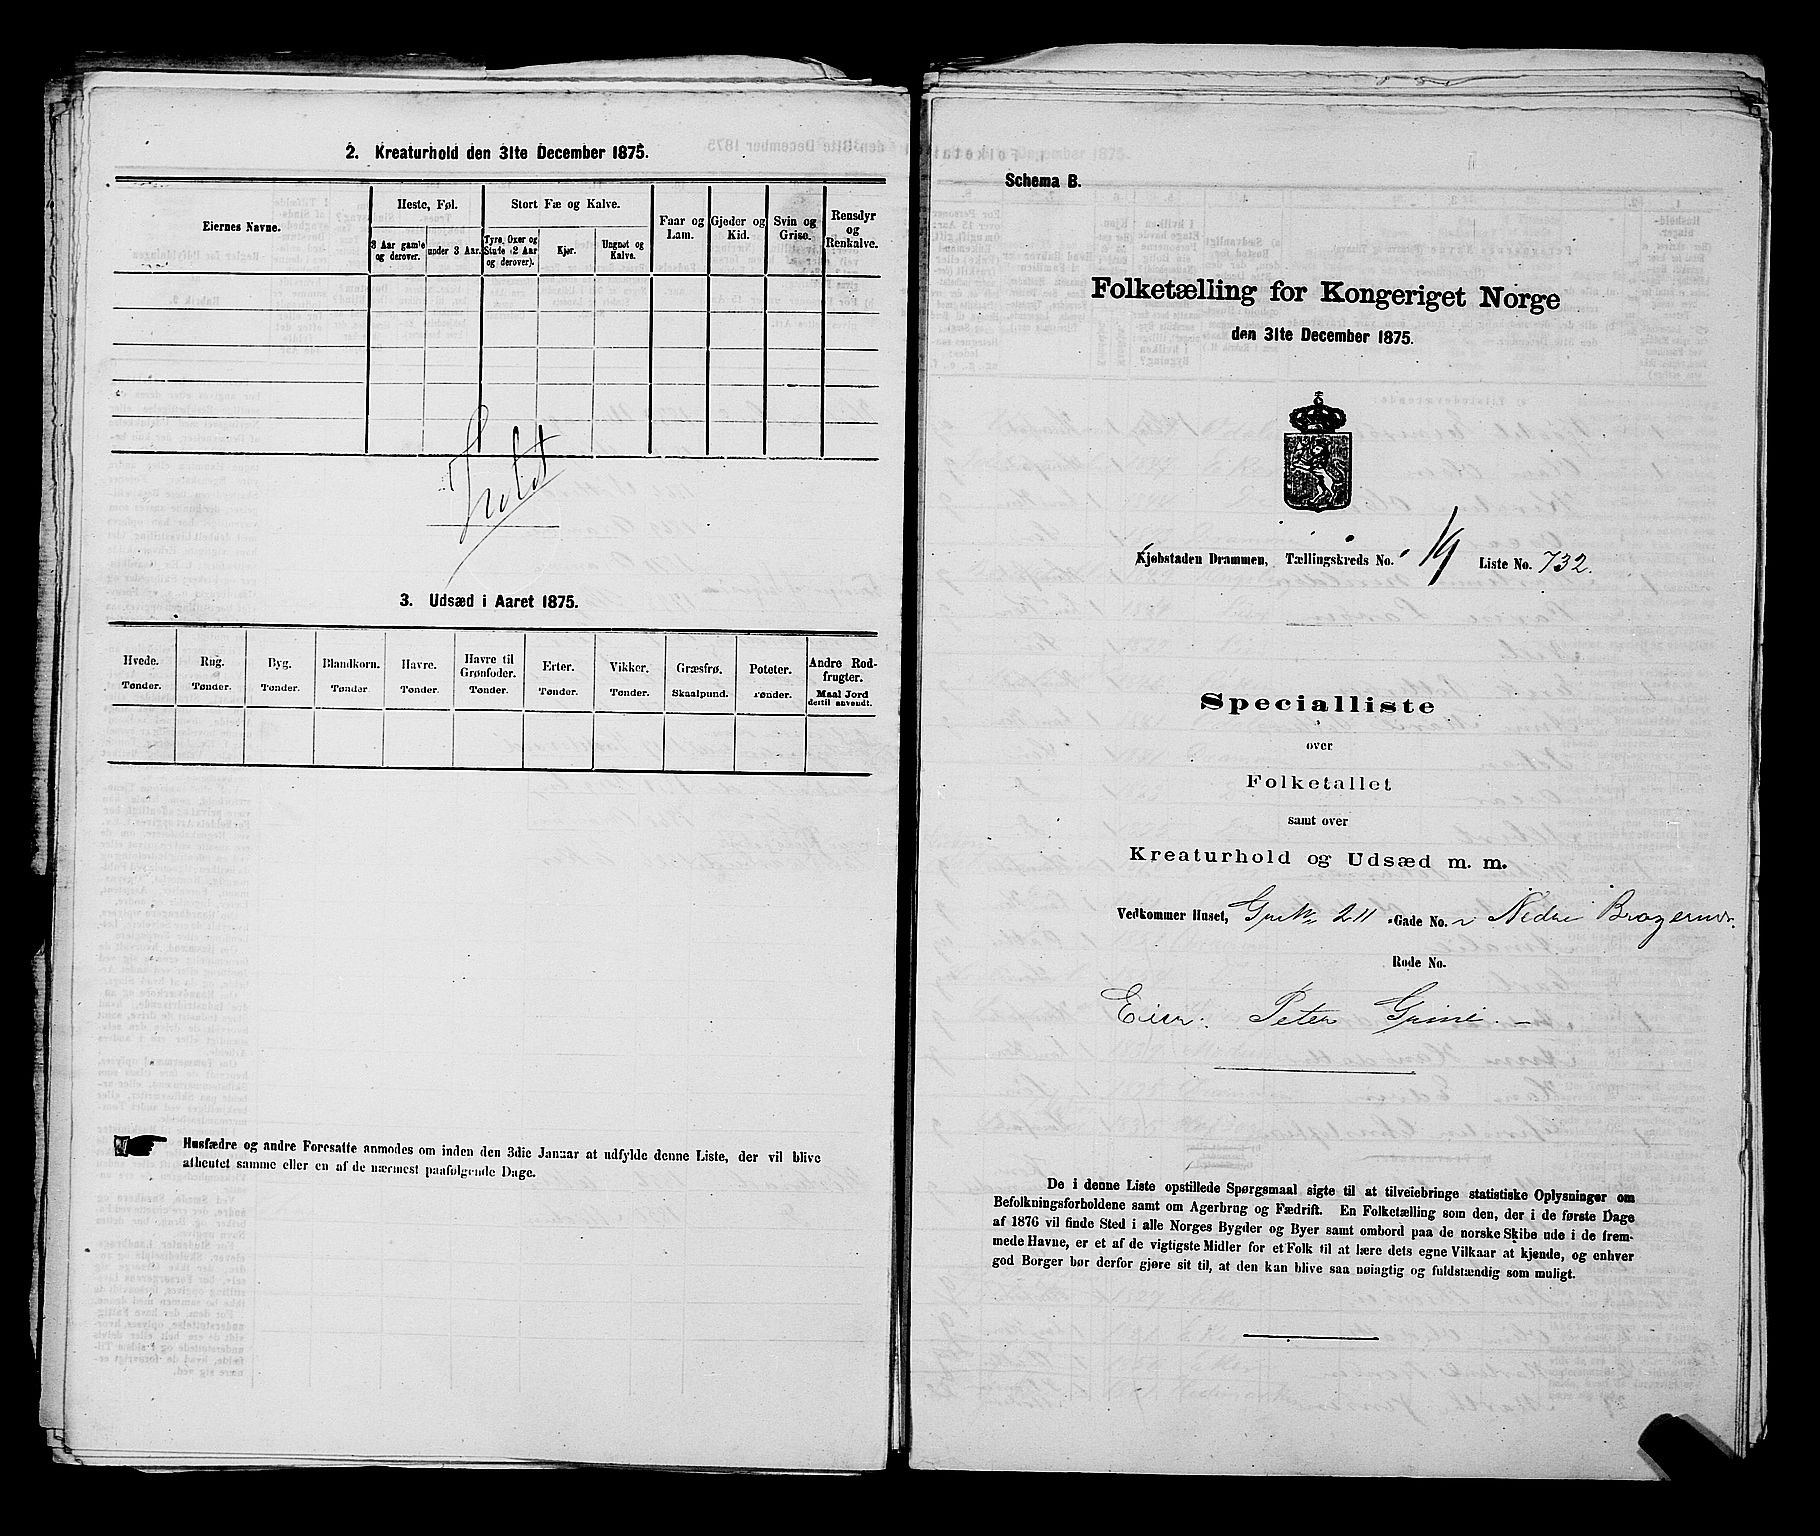 2. Kreaturhold den 31te December 1875.
Eiernes Navne.
Heste, Føl.
Stort Fæ og Kalve.
Faar og Lam.
Gjeder og Kid.
Svin og Grise.
Rensdyr og Renkalve.
3 Aar gamle og derover.
under 3 Aar.
Tyre, Oxer og Stude (2 Aar og derover).
Kjør.
Ungnøt og Kalve.
3. Udsæd i Aaret 1875.
Hvede. Tønder.
Rug. Tønder.
Byg. Tønder.
Blandkorn. Tønder.
Havre. Tønder.
Havre til Grønfoder. Tønder.
Erter. Tønder.
Vikker. Tønder.
Græsfrø. Skaalpund.
Poteter. Tønder.
Andre Rodfrugter. Maal Jord dertil anvendt.
Husfædre og andre Foresatte anmodes om inden den 3die Januar at udfylde denne Liste, der vil blive
afhentet samme eller en af de nærmest paafølgende Dage.
Schema B.
Folketælling for Kongeriget Norge
den 31te December 1875.
Kjøbstaden Drammen, Tællingskreds No. 19 Liste No. 732.
Specialliste
over
Folketallet
samt over
Kreaturhold og Udsæd m. m.
Vedkommer Huset, 211 Gade No. Nedre Bragernes
Rode No.
Eier: Peter Grini. —
De i denne Liste opstillede Spørgsmaal sigte til at tilveiebringe statistiske Oplysninger om
Befolkningsforholdene samt om Agerbrug og Fædrift. En Folketælling som den, der i de første Dage
af 1876 vil finde Sted i alle Norges Bygder og Byer samt ombord paa de norske Skibe ude i de frem-
mede Havne, er et af de vigtigste Midler for et Folk til at lære dets egne Vilkaar at kjende, og enhver
god Borger bør derfor gjøre sit til, at den kan blive saa nøiagtig og fuldstændig som muligt.